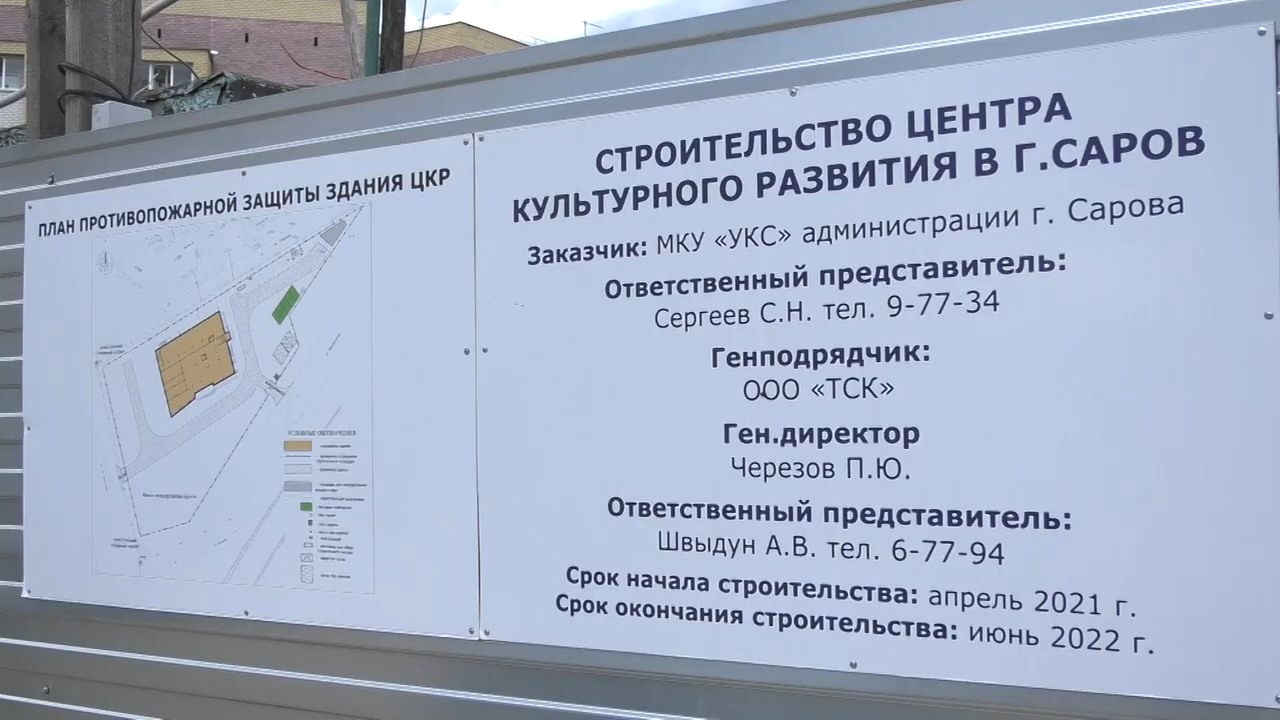 ПЛАН ПРОТИВОПОЖАРНОЙ ЗАЩИТЫ ЗДАНИЯ ЦКР
УСЛОВНЫЕ ОБОЗНАЧЕНИЯ
СТРОИТЕЛЬСТВО ЦЕНТРА
КУЛЬТУРНОГО РАЗВИТИЯ В Г.САРОВ
Заказчик: МКУ «УКС» администрации г. Сарова
Ответственный представитель:
Сергеев С.Н. тел. 9-77-34
Генподрядчик:
ООО «ТСК»
Ген.директор
Черезов П.Ю.
Ответственный представитель:
Швыдун А.В. тел. 6-77-94
Срок начала строительства: апрель 2021 г.
Срок окончания строительства: июнь 2022 г.